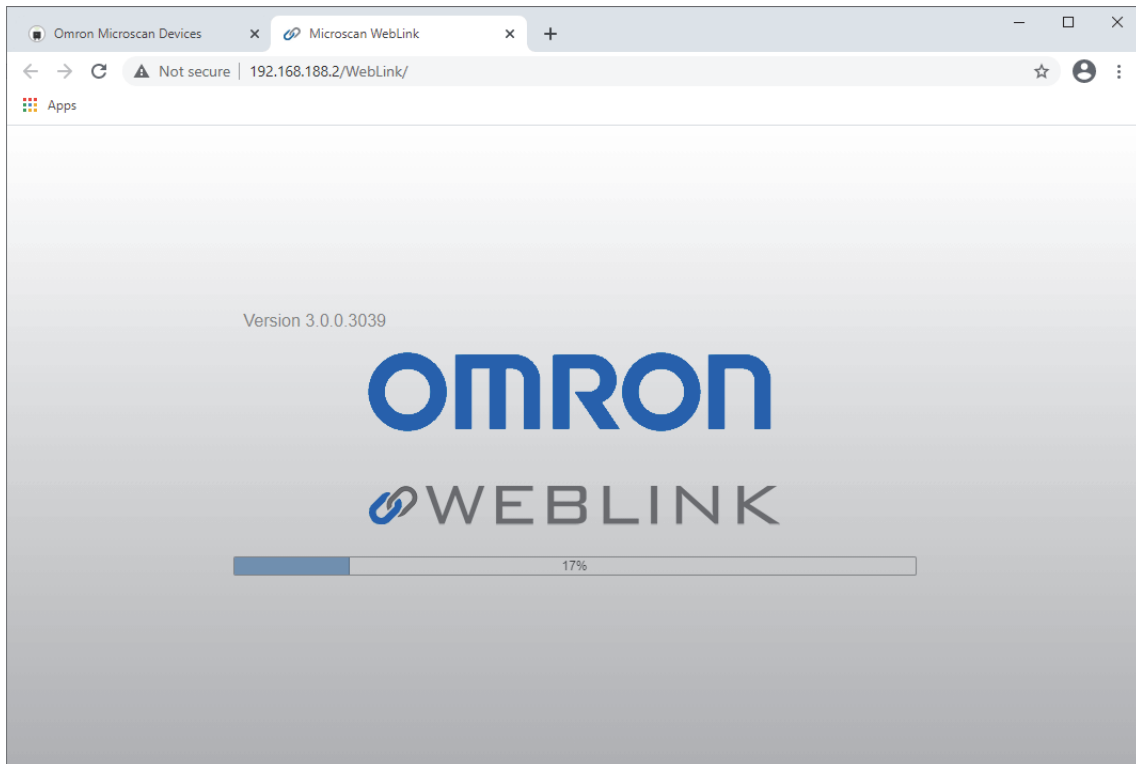 Omron Microscan Devices
Microscan WebLink
Not secure 192.168.188.2/WebLink/
Apps
Version 3.0.0.3039
OMRON
WEBLINK
17%